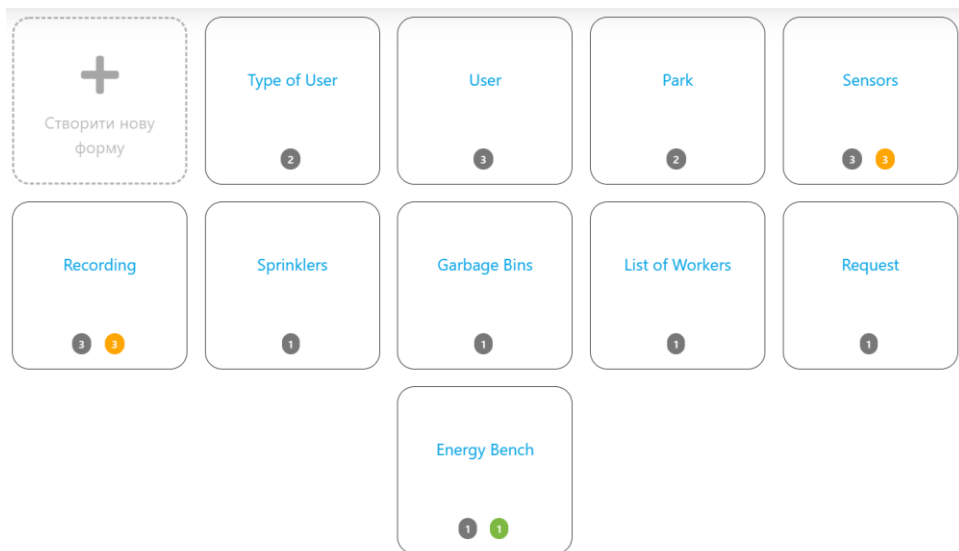 Створити нову
форму
Type of User
2
User
3
Park
2
Sensors
3 3
Recording
3 3
Sprinklers
1
Garbage Bins
1
List of Workers
1
Request
1
Energy Bench
1 1